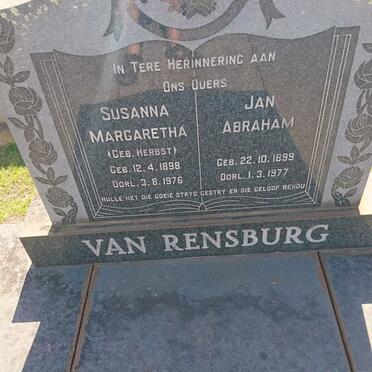 IN TERE HERINNERING AAN
ONS OUERS
SUSANNA
MARGARETHA
(GEB. HERBST)
GEB. 12.4.1898
OORL. 3.8.1976
JAN
ABRAHAM
GEB. 22.10.1899
OORL. 1.3.1977
HULLE HET DIE GOEIE STRYD GESTRY EN DIE GELOOF BEHOU
VAN RENSBURG